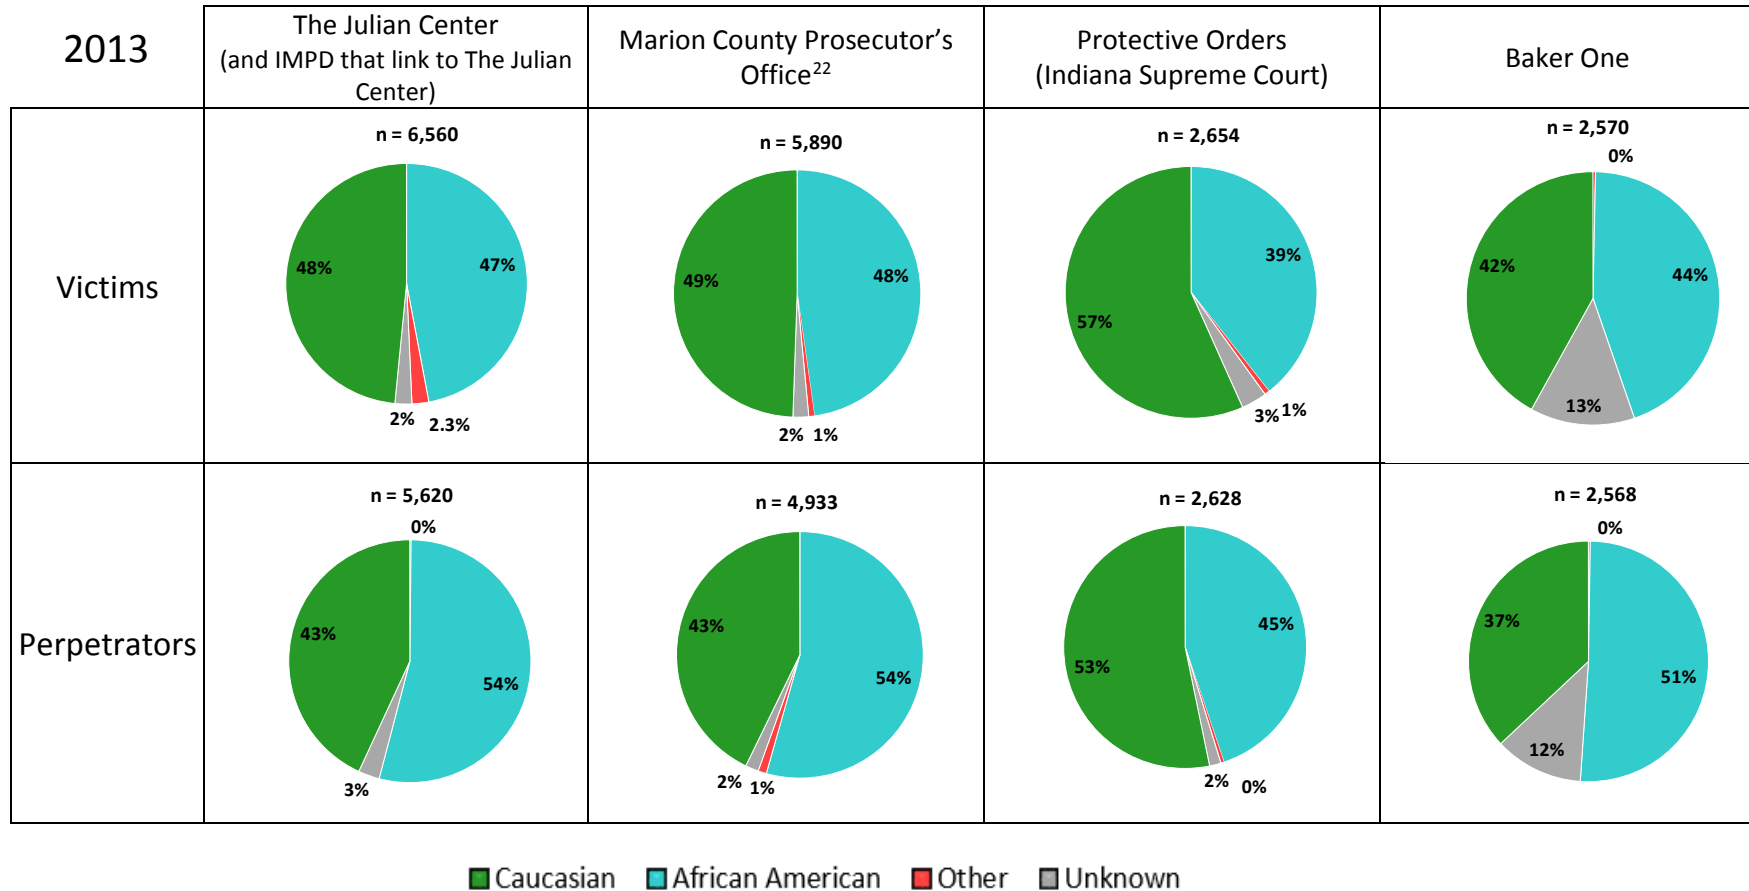 2013
The Julian Center
(and IMPD that link to The Julian
Center)
Marion County Prosecutor's
Office22
Protective Orders
(Indiana Supreme Court)
Baker One
Victims
n = 6,560
48%
47%
2%
2.3%
n = 5,890
49%
48%
2%
1%
n = 2,654
39%
57%
3%
1%
n = 2,570
0%
42%
44%
13%
Perpetrators
n = 5,620
0%
43%
54%
3%
n = 4,933
43%
54%
2%
1%
n = 2,628
45%
53%
2%
0%
n = 2,568
0%
37%
51%
12%
Caucasian African American Other Unknown